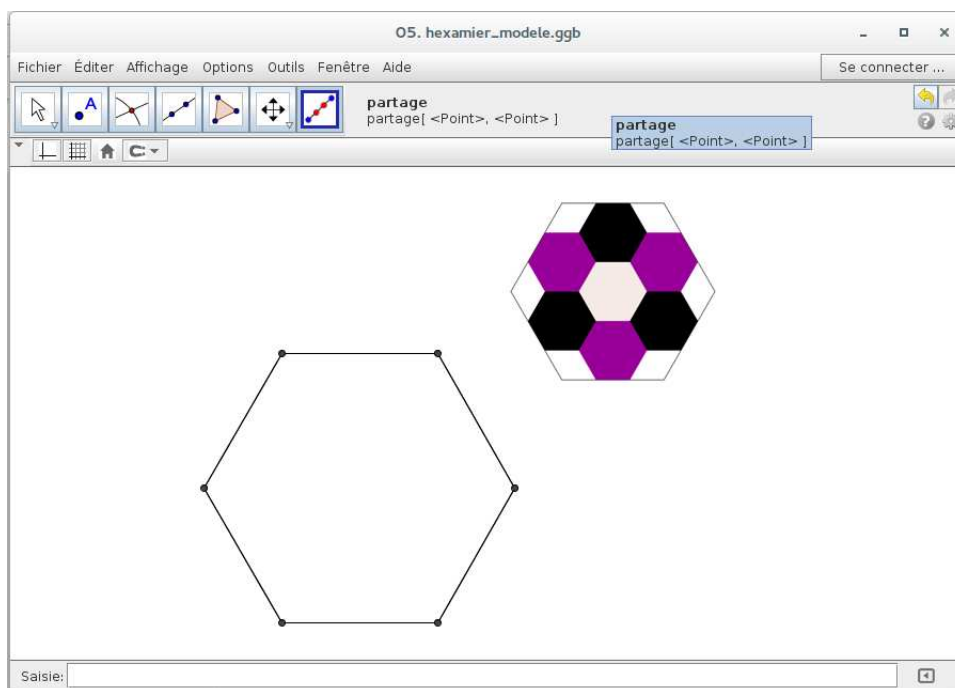 O5. hexamier_modele.ggb
Fichier Éditer Affichage Options Outils Fenêtre Aide
Se connecter ...
A
partage
partage[ <Point>, <Point> ]
partage
partage[ <Point>, <Point> ]
Saisie: